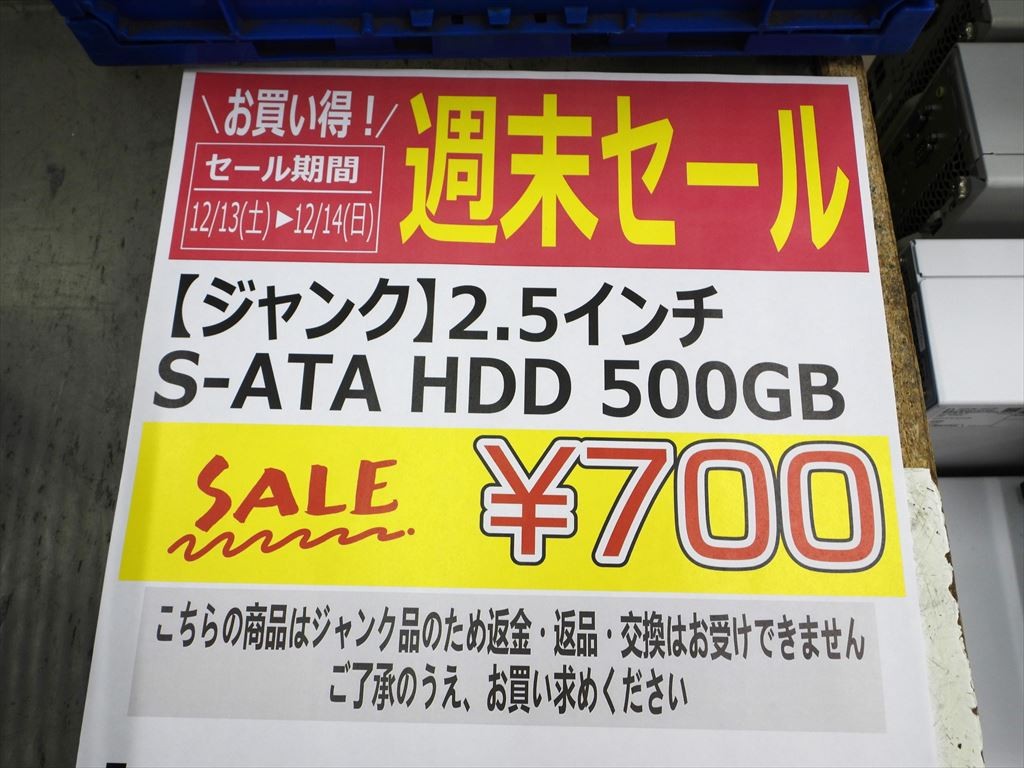 \お買い得!/
セール期間
12/13(土)▶12/14(日)
週末セール
【ジャンク】2.5インチ
S-ATA HDD 500GB
SALE
¥700
こちらの商品はジャンク品のため返金・返品・交換はお受けできません
ご了承のうえ、お買い求めください